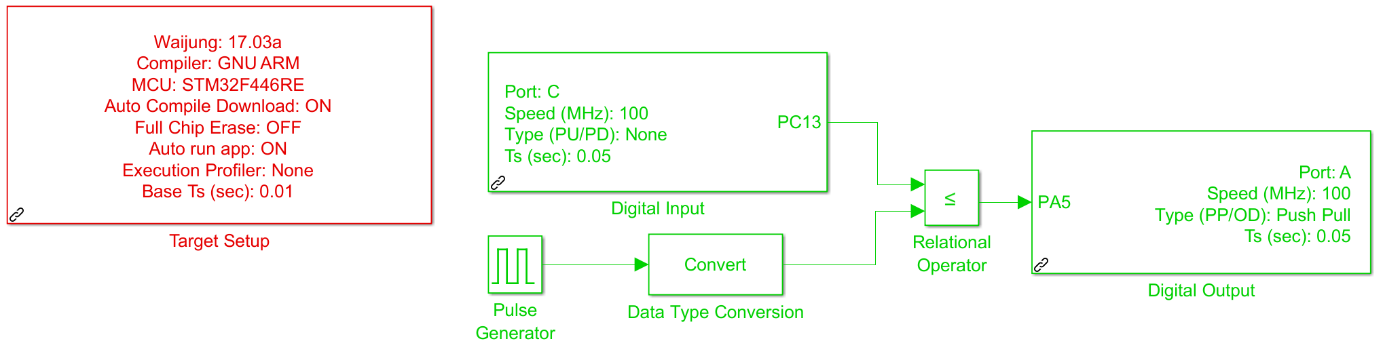 Waijung: 17.03a
Compiler: GNU ARM
MCU: STM32F446RE
Auto Compile Download: ON
Full Chip Erase: OFF
Auto run app: ON
Execution Profiler: None
Base Ts (sec): 0.01
Target Setup
Port: C
Speed (MHz): 100
Type (PU/PD): None
Ts (sec): 0.05
PC13
Digital Input
Pulse
Generator
Convert
Data Type Conversion
≤
Relational
Operator
PA5
Port: A
Speed (MHz): 100
Type (PP/OD): Push Pull
Ts (sec): 0.05
Digital Output